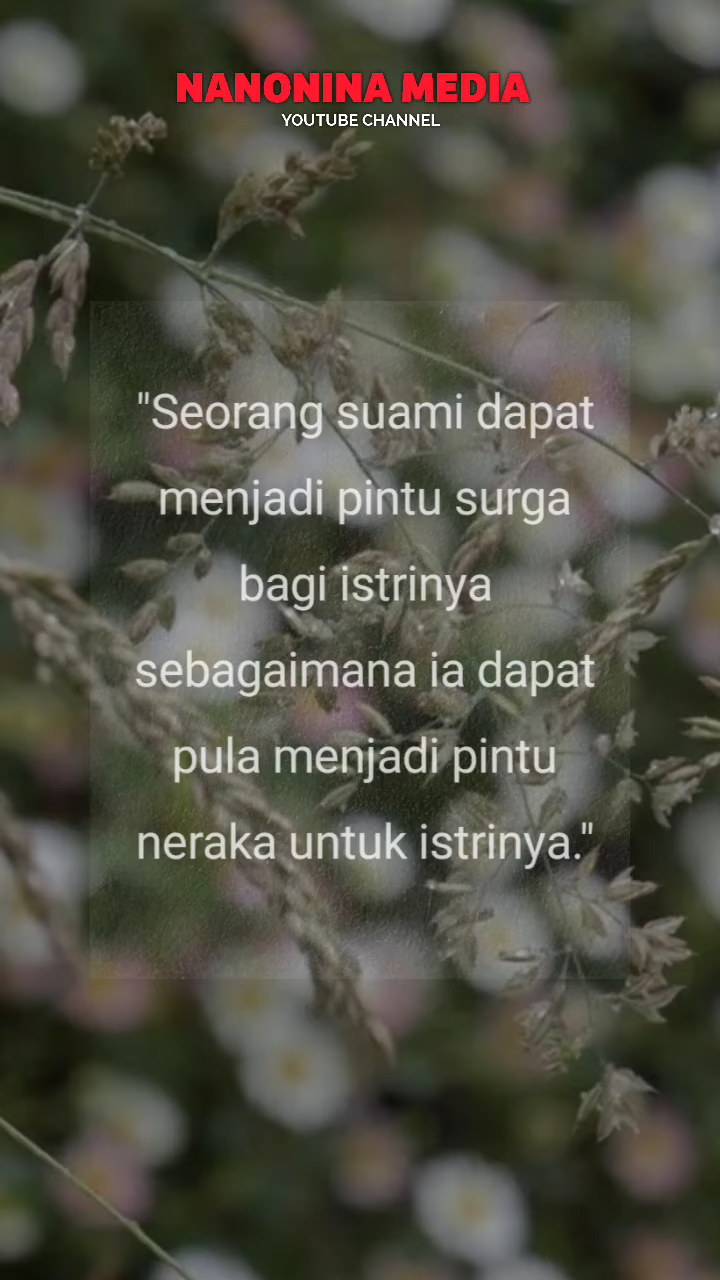 NANONINA MEDIA
YOUTUBE CHANNEL
"Seorang suami dapat
menjadi pintu surga
bagi istrinya
sebagaimana ia dapat
pula menjadi pintu
neraka untuk istrinya."